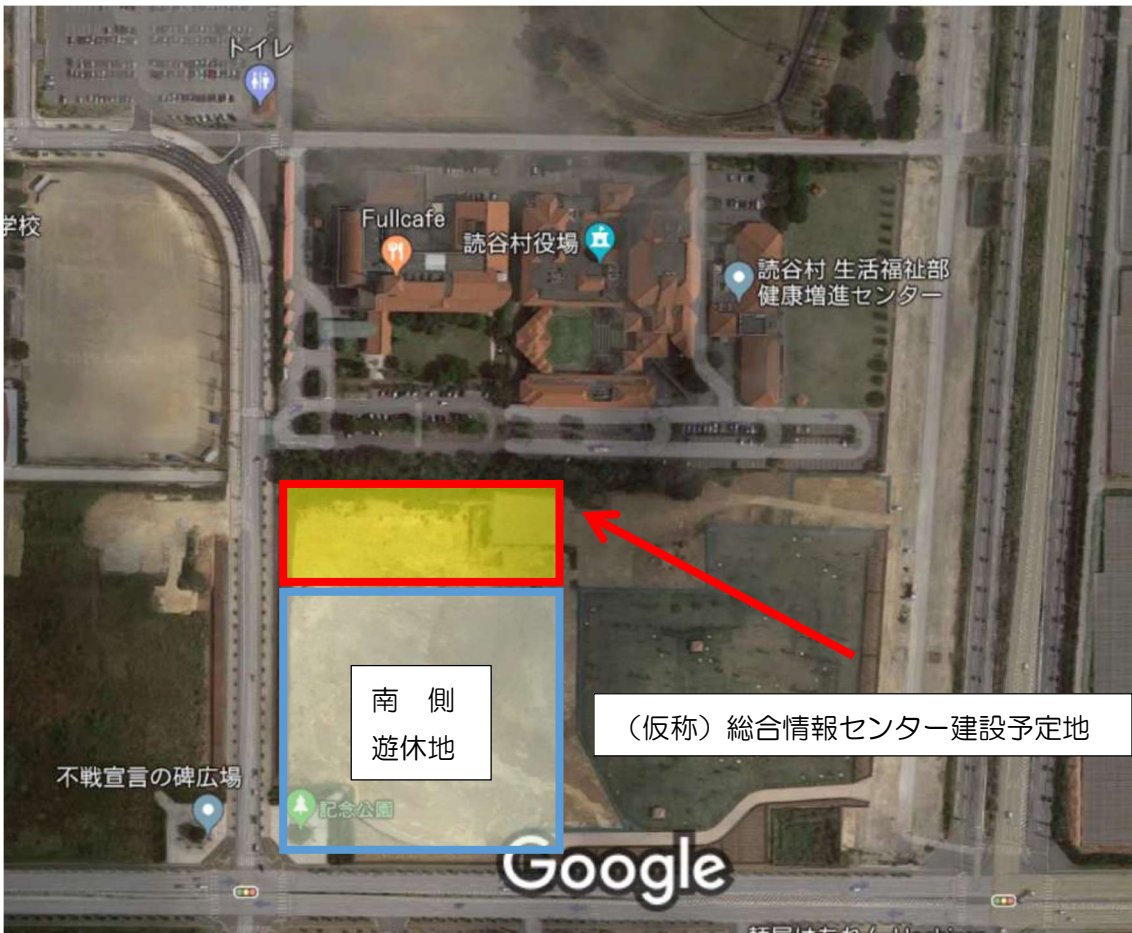 トイレ
学校
Fullcafe
読谷村役場
読谷村 生活福祉部
健康増進センター
南 側
遊休地
（仮称）総合情報センター建設予定地
不戦宣言の碑広場
記念公園
Google